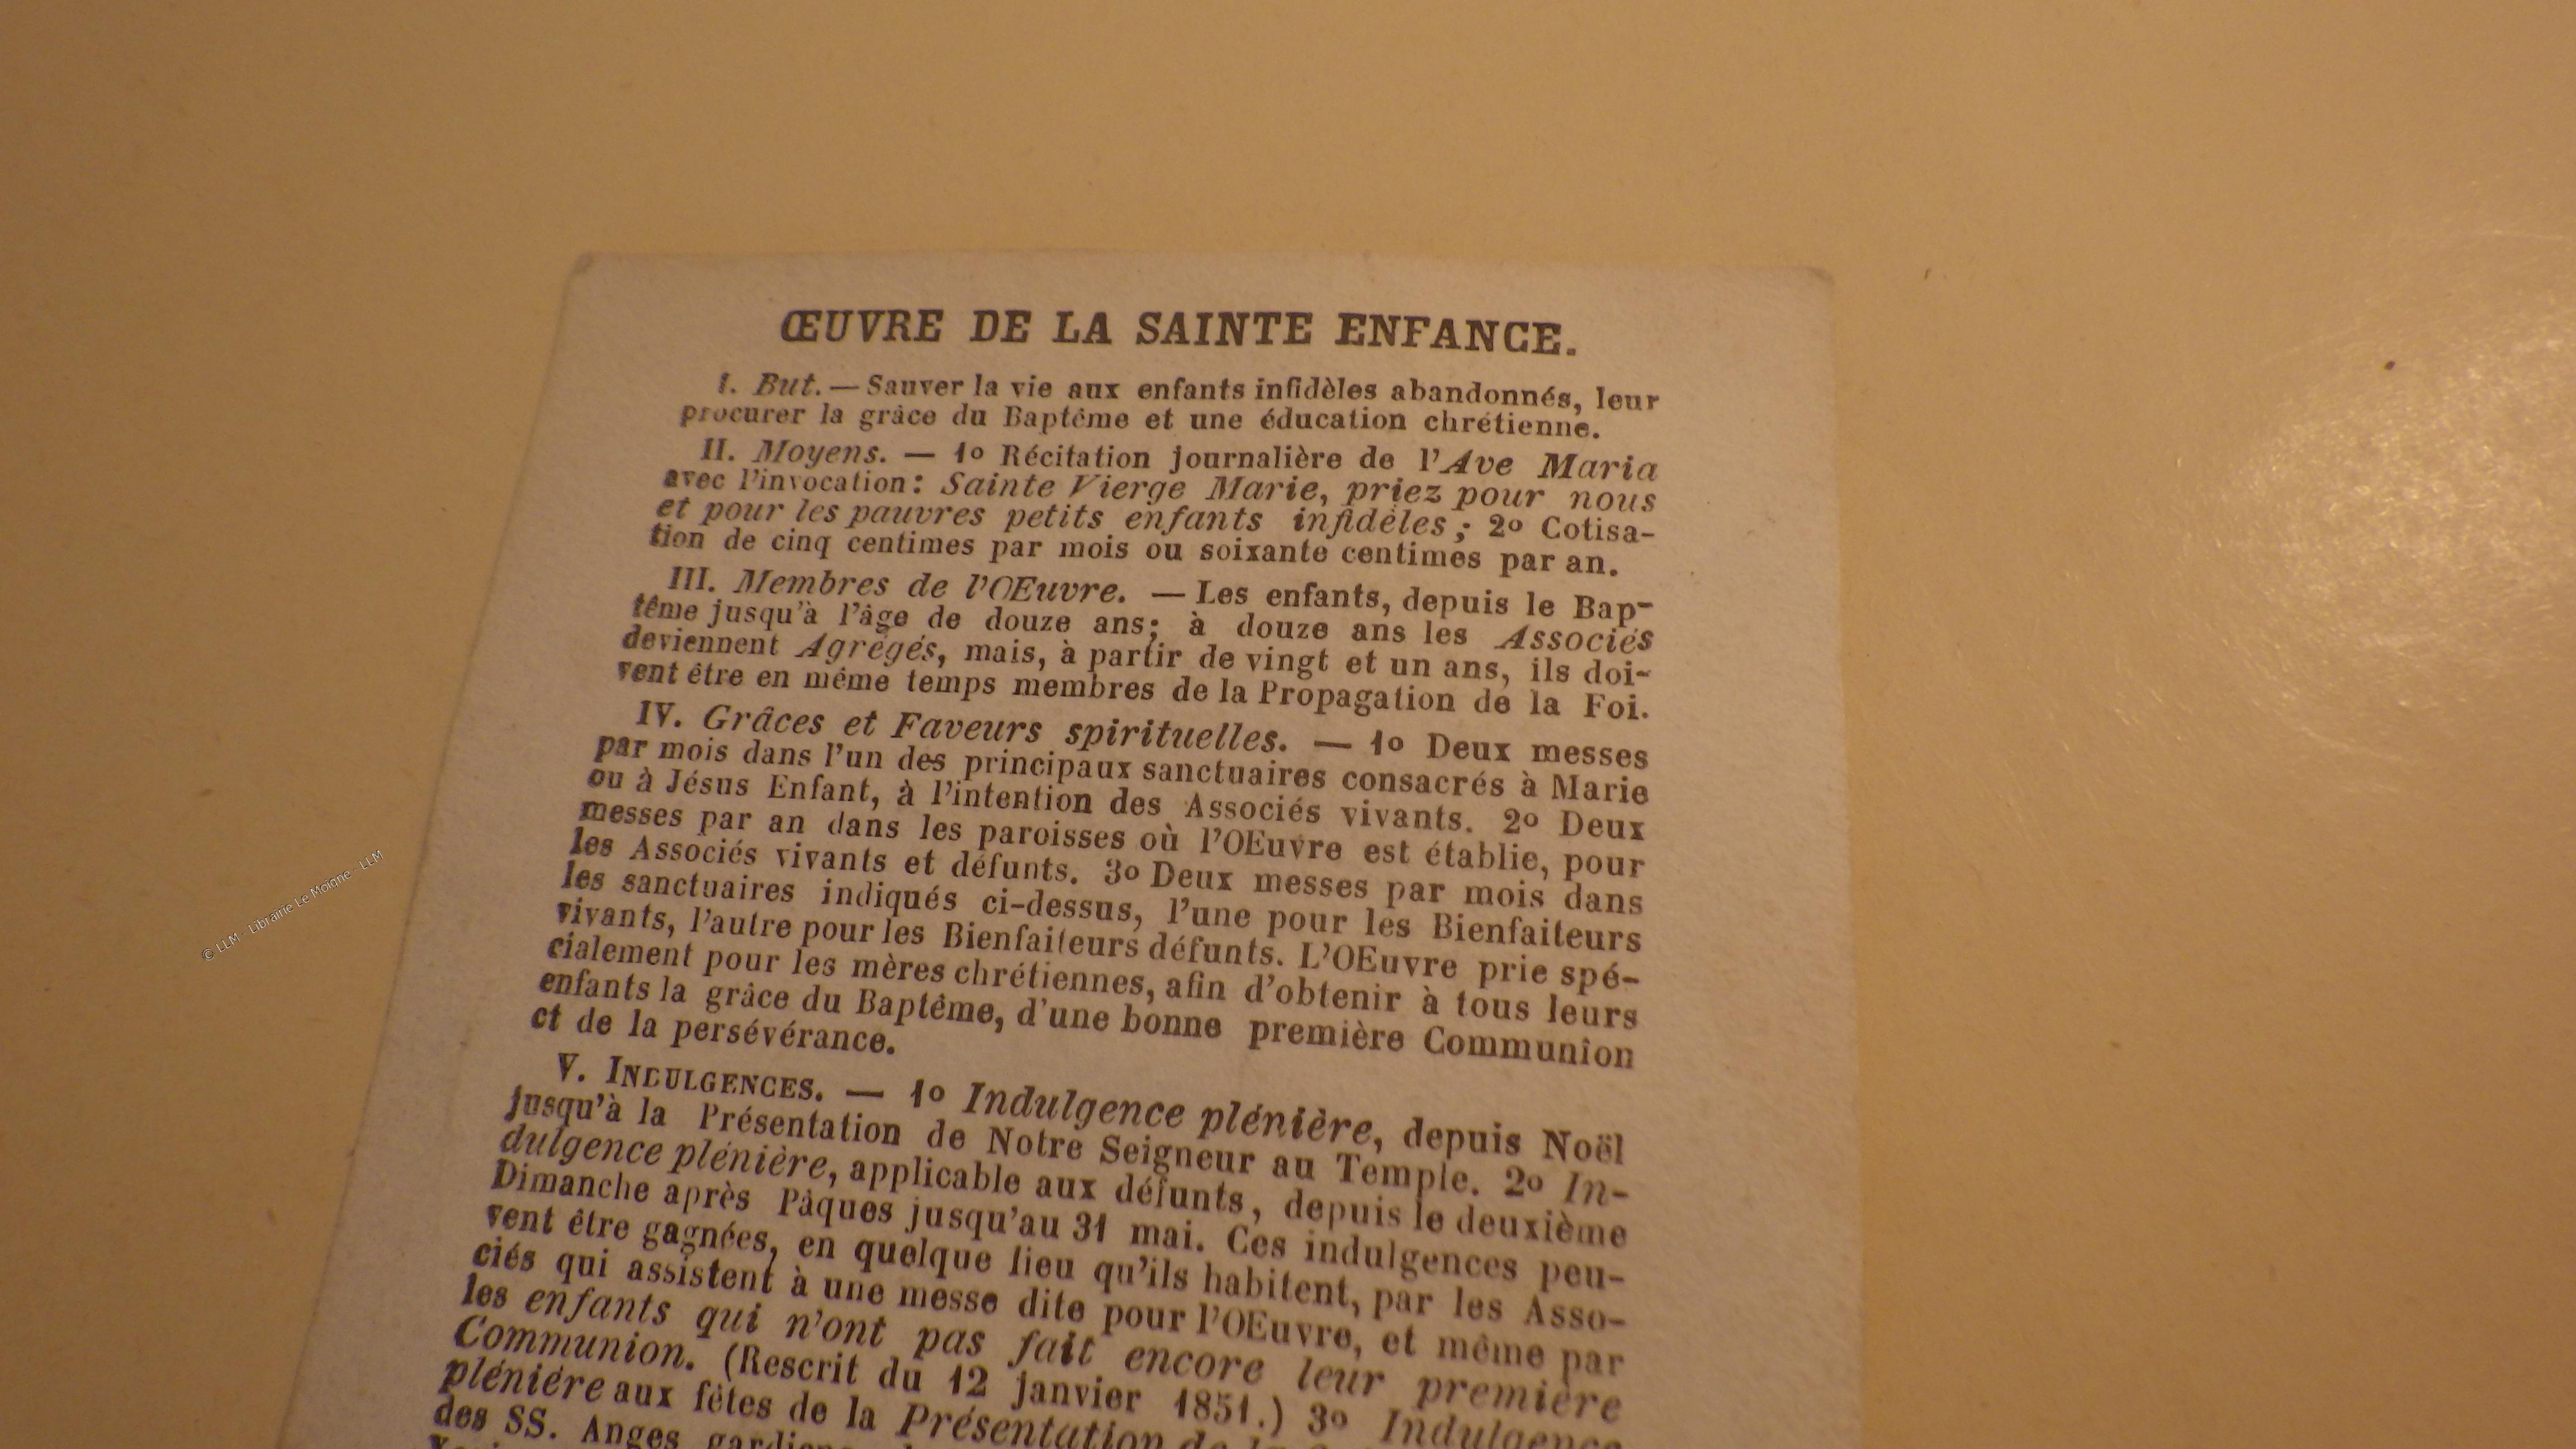 ŒUVRE DE LA SAINTE ENFANCE.
I. But. — Sauver la vie aux enfants infidèles abandonnés, leur
procurer la grâce du Baptême et une éducation chrétienne.
II. Moyens. — 1o Récitation journalière de l'Ave Maria
avec l'invocation: Sainte Vierge Marie, priez pour nous
et pour les pauvres petits enfants infidèles; 2o Cotisa-
tion de cinq centimes par mois ou soixante centimes par an.
III. Membres de l'OEuvre. — Les enfants, depuis le Bap-
tême jusqu'à l'âge de douze ans; à douze ans les Associés
deviennent Agrégés, mais, à partir de vingt et un ans, ils doi-
vent être en même temps membres de la Propagation de la Foi.
IV. Grâces et Faveurs spirituelles. — 1o Deux messes
par mois dans l'un des principaux sanctuaires consacrés à Marie
ou à Jésus Enfant, à l'intention des Associés vivants. 2o Deux
messes par an dans les paroisses où l'OEuvre est établie, pour
les Associés vivants et défunts. 3o Deux messes par mois dans
les sanctuaires indiqués ci-dessus, l'une pour les Bienfaiteurs
vivants, l'autre pour les Bienfaiteurs défunts. L'OEuvre prie spé-
cialement pour les mères chrétiennes, afin d'obtenir à tous leurs
enfants la grâce du Baptême, d'une bonne première Communion
et de la persévérance.
V. INDULGENCES. — 1o Indulgence plénière, depuis Noël
jusqu'à la Présentation de Notre Seigneur au Temple. 2o In-
dulgence plénière, applicable aux défunts, depuis le deuxième
Dimanche après Pâques jusqu'au 31 mai. Ces indulgences peu-
vent être gagnées, en quelque lieu qu'ils habitent, par les Asso-
ciés qui assistent à une messe dite pour l'OEuvre, et même par
les enfants qui n'ont pas fait encore leur première
Communion. (Rescrit du 12 janvier 1851.) 3o Indulgence
plénière aux fêtes de la Présentation de la
des SS. Anges gardiens
© LLM - Librairie Le Moigne - LLM